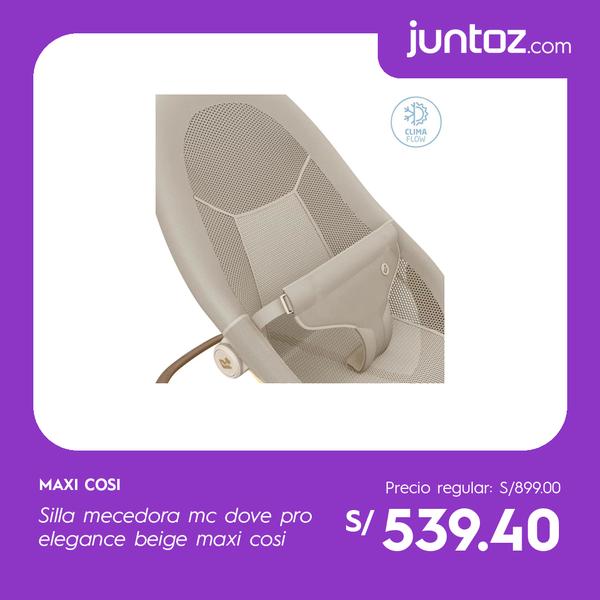 juntoz.com
CLIMA
FLOW
MAXI COSI
Silla mecedora mc dove pro
elegance beige maxi cosi
Precio regular: S/899.00
S/ 539.40